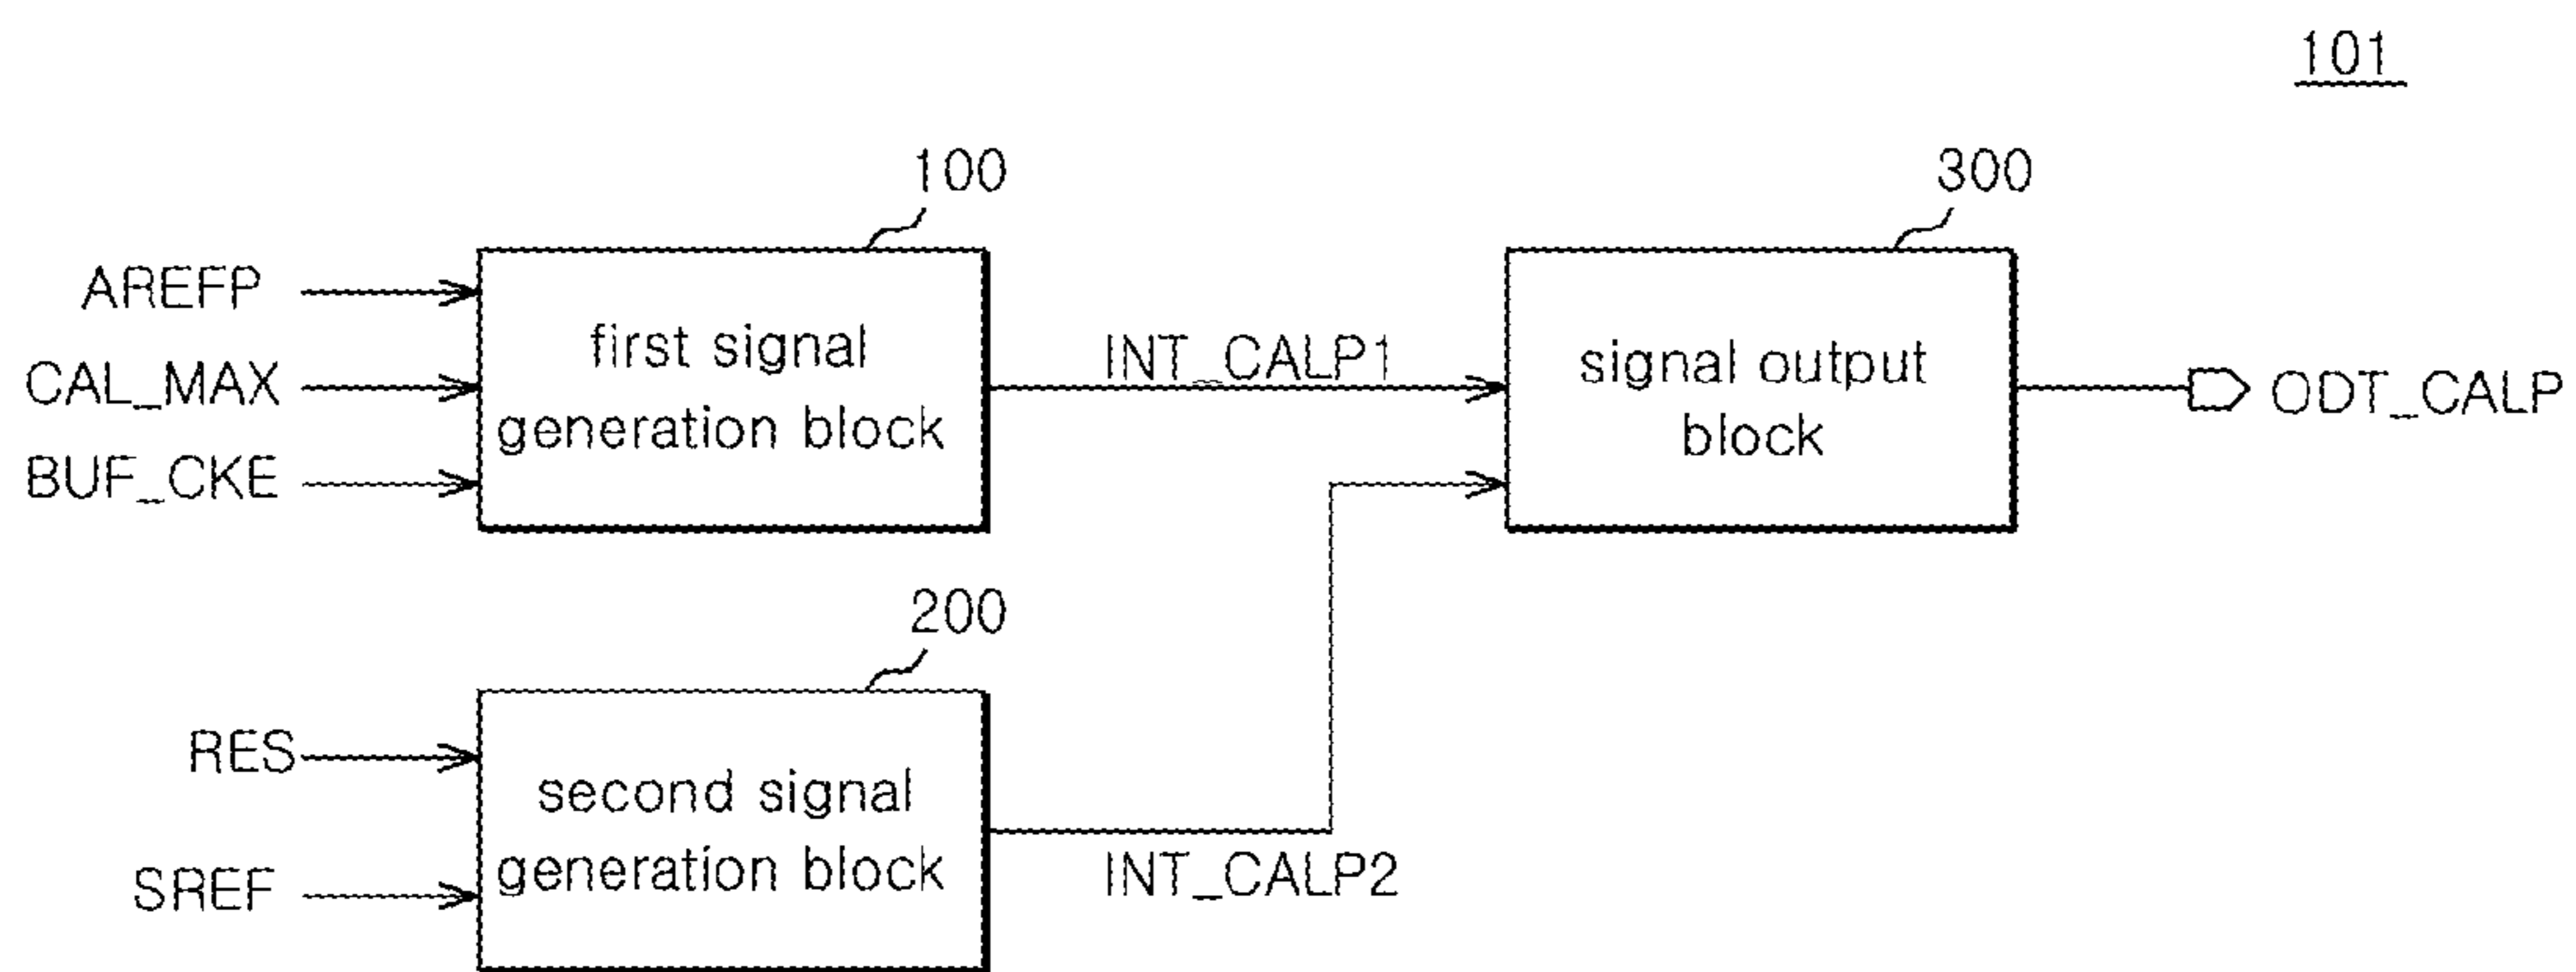 101
100
300
AREFP
CAL_MAX
BUF_CKE
first signal
generation block
INT_CALP1
signal output
block
ODT_CALP
200
RES
SREF
second signal
generation block
INT_CALP2